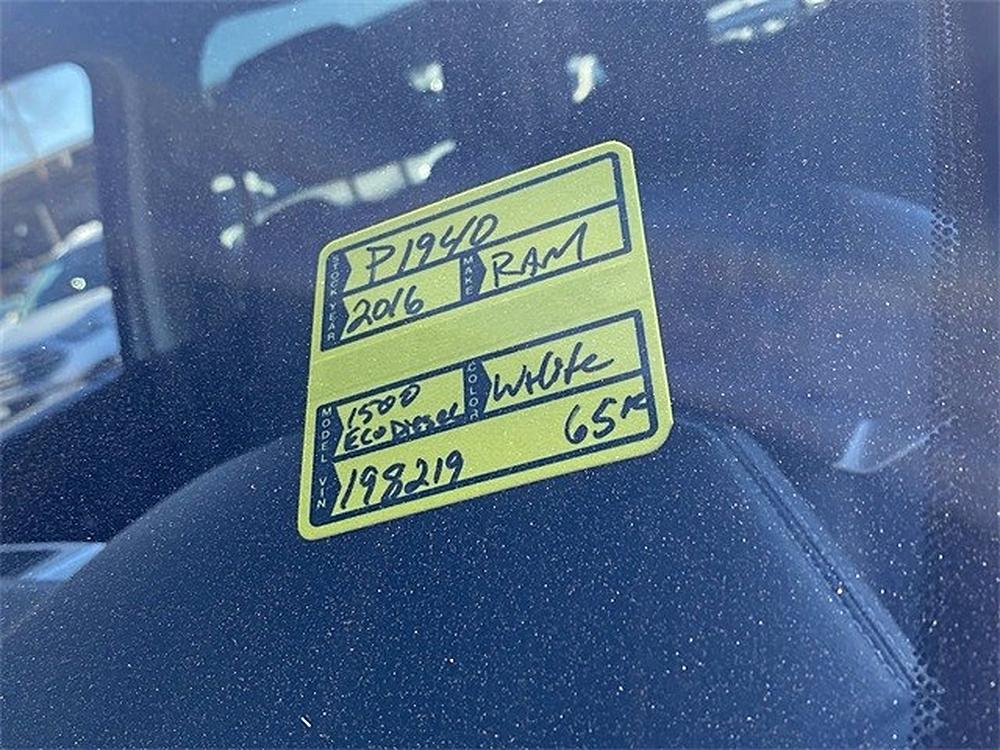 STOCK P1940
YEAR 2016 MAKE RAM
MODEL 1500 ECODIESEL COLOR White
VIN 198219 65K